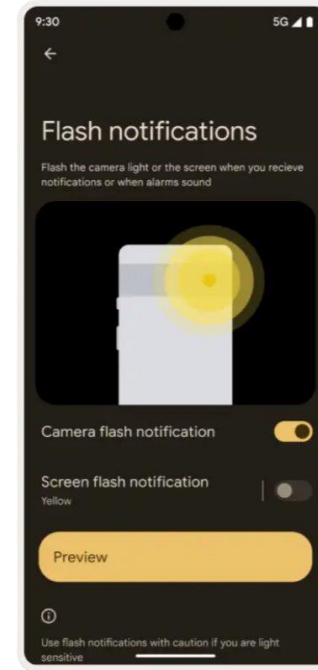 9:30
5G
Flash notifications
Flash the camera light or the screen when you recieve
notifications or when alarms sound
Camera flash notification
Screen flash notification
Yellow
Preview
Use flash notifications with caution if you are light
sensitive